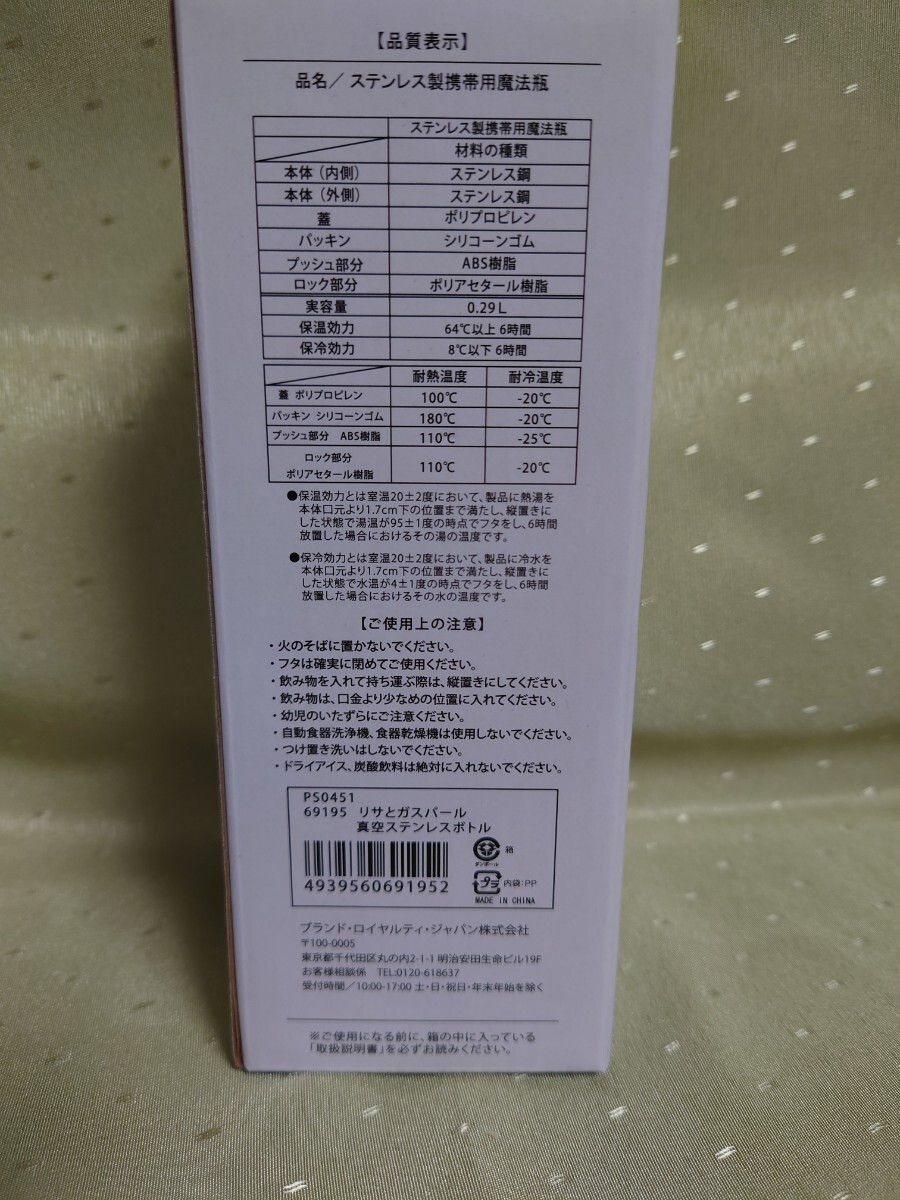 【品質表示】
品名／ ステンレス製携帯用魔法瓶
ステンレス製携帯用魔法瓶
材料の種類
本体（内側） ステンレス鋼
本体（外側） ステンレス鋼
蓋 ポリプロピレン
パッキン シリコーンゴム
プッシュ部分 ABS樹脂
ロック部分 ポリアセタール樹脂
実容量 0.29L
保温効力 64℃以上 6時間
保冷効力 8℃以下 6時間
耐熱温度 耐冷温度
蓋 ポリプロピレン 100℃ -20℃
パッキン シリコーンゴム 180℃ -20℃
プッシュ部分 ABS樹脂 110℃ -25℃
ロック部分
ポリアセタール樹脂 110℃ -20℃
●保温効力とは室温20±2度において、製品に熱湯を
本体口元より1.7cm下の位置まで満たし、縦置きに
した状態で湯温が95±1度の時点でフタをし、6時間
放置した場合におけるその湯の温度です。
●保冷効力とは室温20±2度において、製品に冷水を
本体口元より1.7cm下の位置まで満たし、縦置きに
した状態で水温が4±1度の時点でフタをし、6時間
放置した場合におけるその水の温度です。
【ご使用上の注意】
・火のそばに置かないでください。
・フタは確実に閉めてご使用ください。
・飲み物を入れて持ち運ぶ際は、縦置きにしてください。
・飲み物は、口金より少なめの位置に入れてください。
・幼児のいたずらにご注意ください。
・自動食器洗浄機、食器乾燥機は使用しないでください。
・つけ置き洗いはしないでください。
・ドライアイス、炭酸飲料は絶対に入れないでください。
PS0451
69195 リサとガスパール
真空ステンレスボトル
4939560691952
箱
ダンボール
プラ 内袋:PP
MADE IN CHINA
ブランド・ロイヤルティ・ジャパン株式会社
〒100-0005
東京都千代田区丸の内2-1-1 明治安田生命ビル19F
お客様相談係 TEL:0120-618637
受付時間／10:00-17:00 土・日・祝日・年末年始を除く
※ご使用になる前に、箱の中に入っている
「取扱説明書」を必ずお読みください。